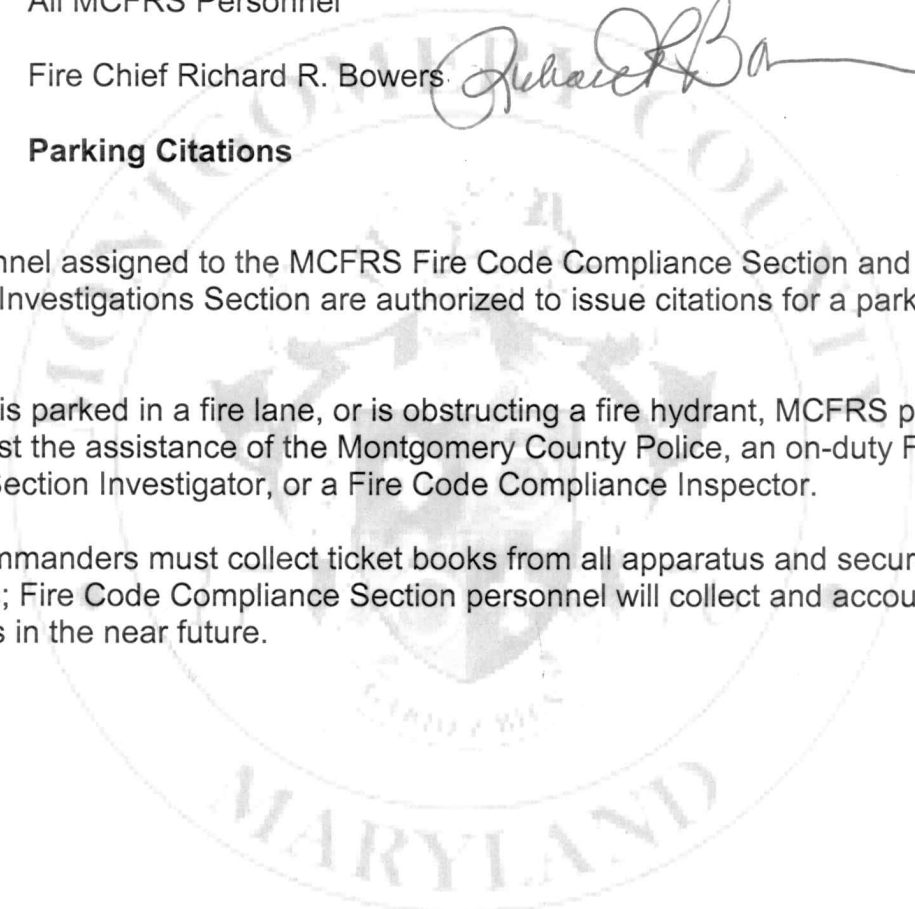 All MCFRS Personnel
Fire Chief Richard R. Bowers
Parking Citations
nnel assigned to the MCFRS Fire Code Compliance Section and
Investigations Section are authorized to issue citations for a park
is parked in a fire lane, or is obstructing a fire hydrant, MCFRS p
st the assistance of the Montgomery County Police, an on-duty F
ection Investigator, or a Fire Code Compliance Inspector.
mmanders must collect ticket books from all apparatus and secur
; Fire Code Compliance Section personnel will collect and accou
s in the near future.
MONTGOMERY COUNTY
MARYLAND